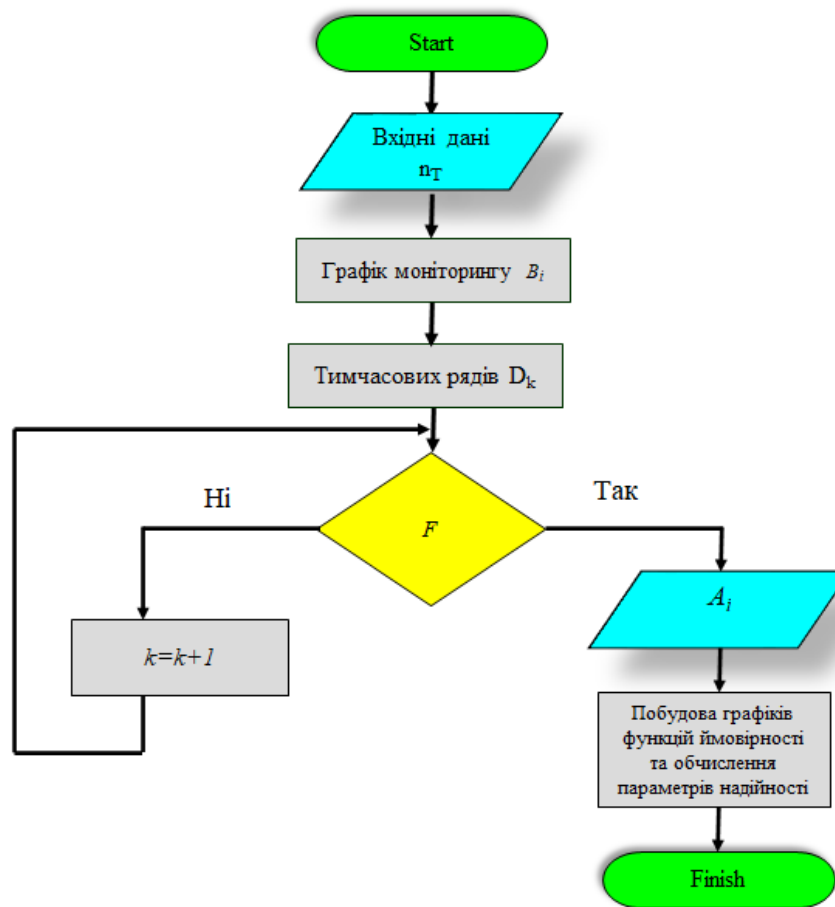 Start
Вхідні дані
nT
Графік моніторингу Bi
Тимчасових рядів Dk
Ні
Так
F
Ai
k=k+1
Побудова графіків
функцій ймовірності
та обчислення
параметрів надійності
Finish